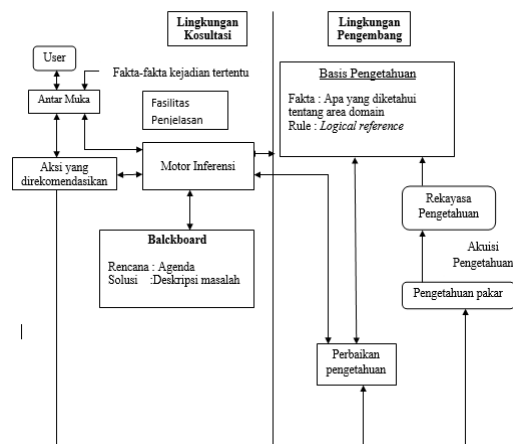 Lingkungan
Kosultasi
Lingkungan
Pengembang
User
Fakta-fakta kejadian tertentu
Antar Muka
Fasilitas
Penjelasan
Basis Pengetahuan
Fakta : Apa yang diketahui
tentang area domain
Rule : Logical reference
Aksi yang
direkomendasikan
Motor Inferensi
Rekayasa
Pengetahuan
Balckboard
Rencana : Agenda
Solusi :Deskripsi masalah
Akuisi
Pengetahuan
Pengetahuan pakar
Perbaikan
pengetahuan